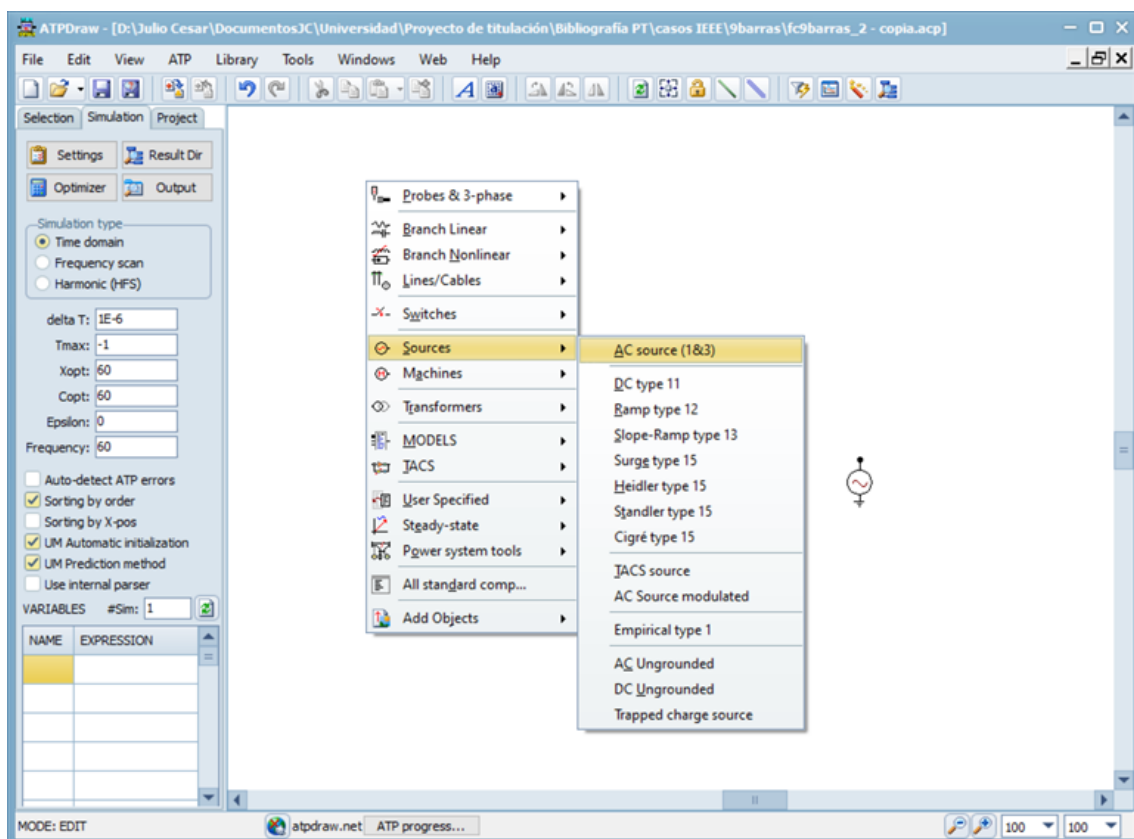 ATPDraw - [D:\Julio Cesar\DocumentosJC\Universidad\Proyecto de titulación\Bibliografía PT\casos IEEE\9barras\fc9barras_2 - copia.acp]
File Edit View ATP Library Tools Windows Web Help
Selection Simulation Project
Settings Result Dir
Optimizer Output
Simulation type
Time domain
Frequency scan
Harmonic (HFS)
delta T: 1E-6
Tmax: -1
Xopt: 60
Copt: 60
Epsilon: 0
Frequency: 60
Auto-detect ATP errors
Sorting by order
Sorting by X-pos
UM Automatic initialization
UM Prediction method
Use internal parser
VARIABLES #Sim: 1
NAME EXPRESSION
Probes & 3-phase
Branch Linear
Branch Nonlinear
Lines/Cables
Switches
Sources
Machines
Transformers
MODELS
TACS
User Specified
Steady-state
Power system tools
All standard comp...
Add Objects
AC source (1&3)
DC type 11
Ramp type 12
Slope-Ramp type 13
Surge type 15
Heidler type 15
Standler type 15
Cigré type 15
TACS source
AC Source modulated
Empirical type 1
AC Ungrounded
DC Ungrounded
Trapped charge source
MODE: EDIT atpdraw.net ATP progress... 100 100